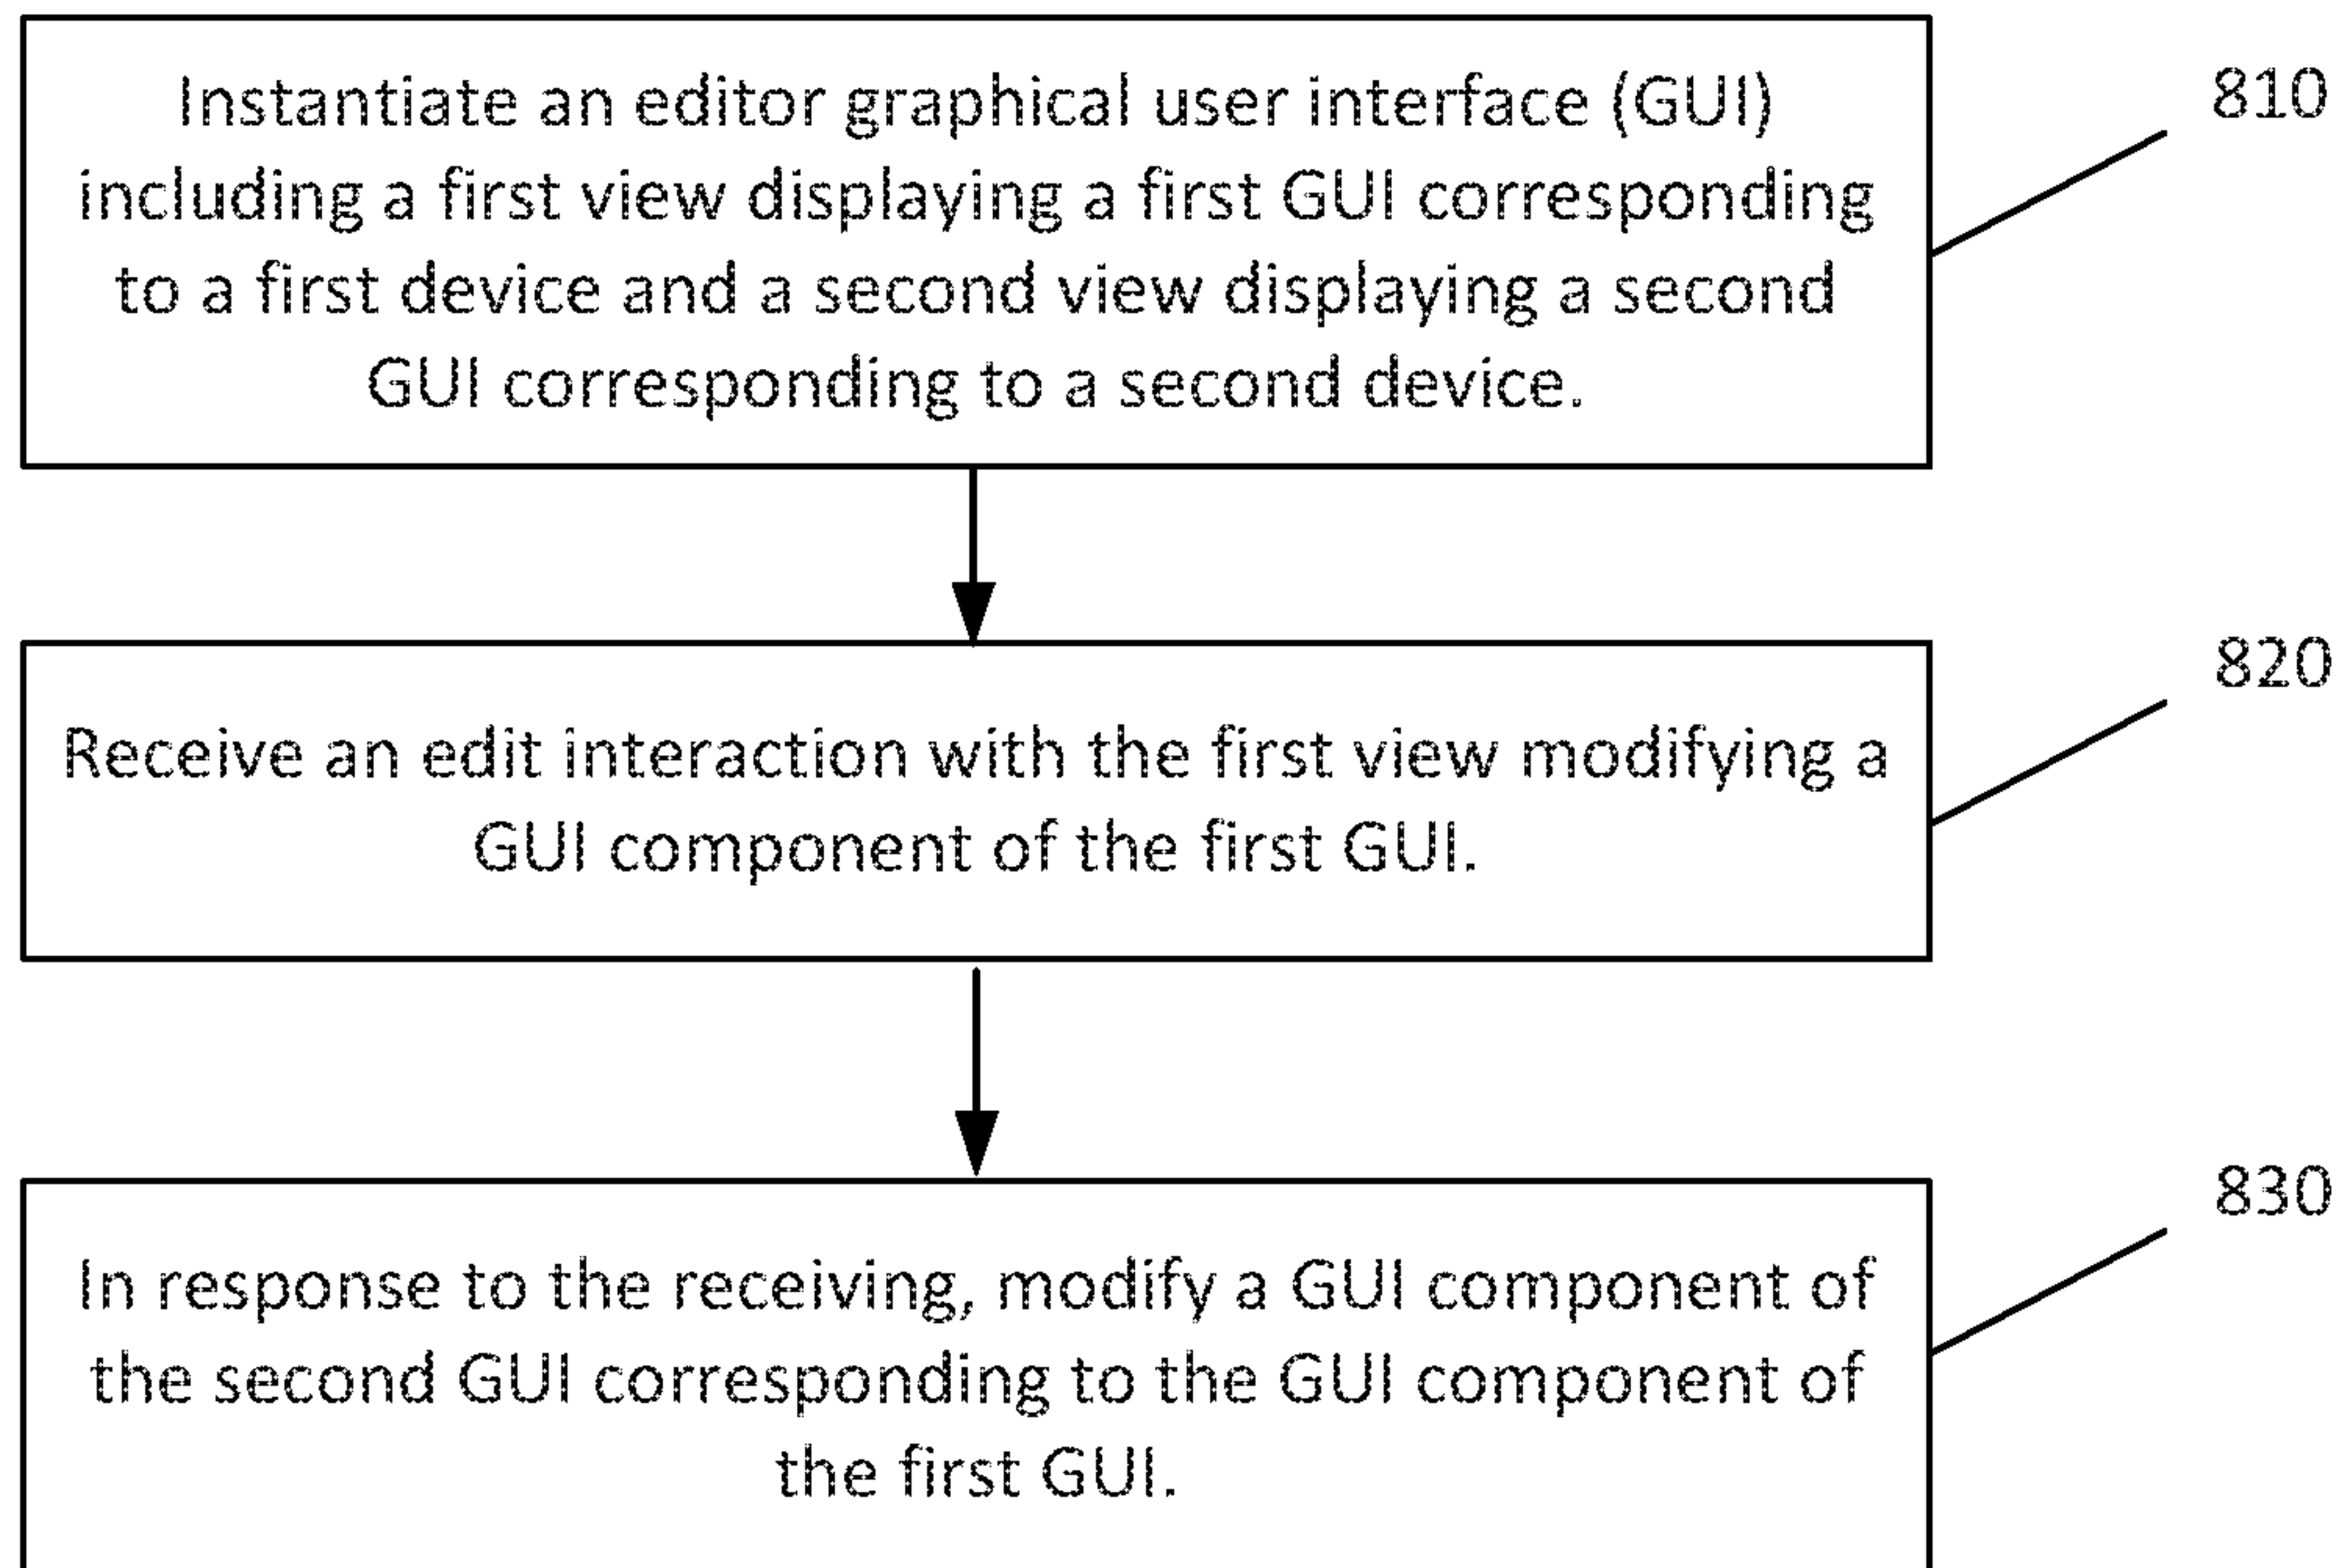 Instantiate an editor graphical user interface (GUI)
including a first view displaying a first GUI corresponding
to a first device and a second view displaying a second
GUI corresponding to a second device.
810
Receive an edit interaction with the first view modifying a
GUI component of the first GUI.
820
In response to the receiving, modify a GUI component of
the second GUI corresponding to the GUI component of
the first GUI.
830